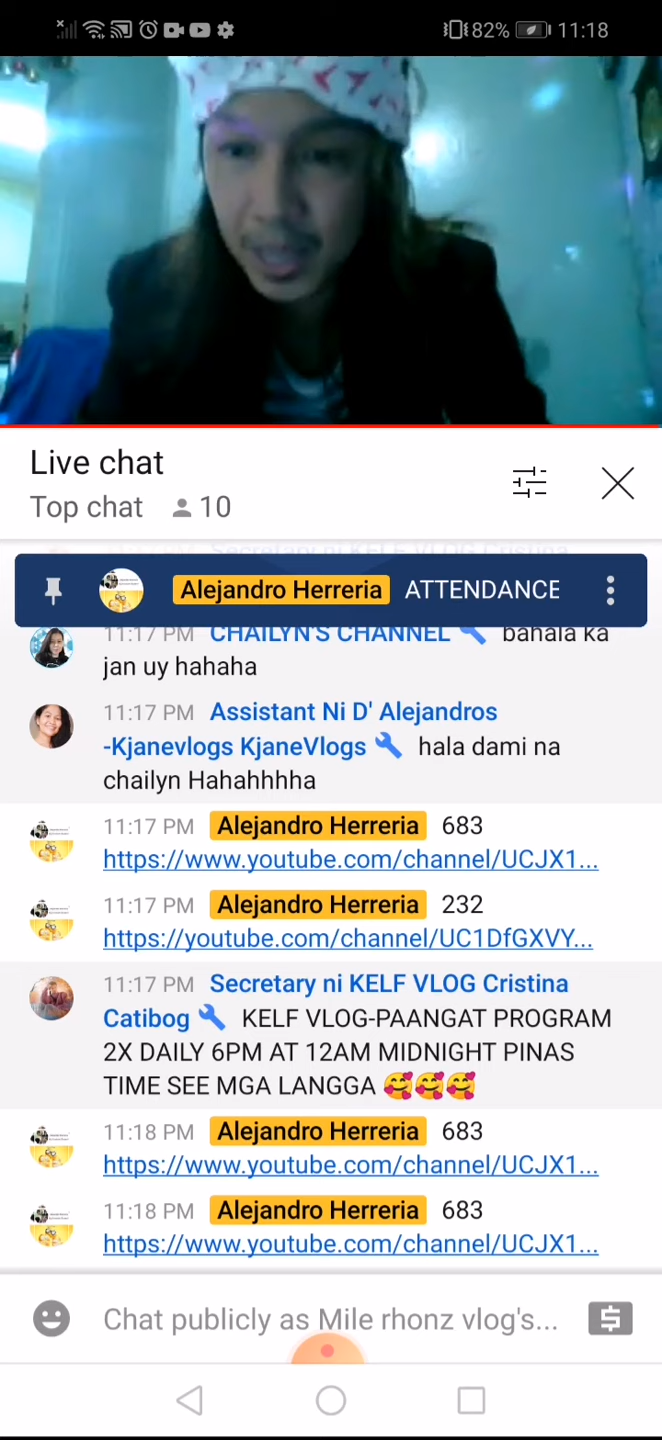 82% 11:18
Live chat
Top chat 10
Alejandro Herreria ATTENDANCE
11:17 PM CHAILYN'S CHANNEL bahala ka
jan uy hahaha
11:17 PM Assistant Ni D' Alejandros
-Kjanevlogs KjaneVlogs hala dami na
chailyn Hahahhhha
11:17 PM Alejandro Herreria 683
https://www.youtube.com/channel/UCJX1...
11:17 PM Alejandro Herreria 232
https://youtube.com/channel/UC1DfGXVY...
11:17 PM Secretary ni KELF VLOG Cristina
Catibog KELF VLOG-PAANGAT PROGRAM
2X DAILY 6PM AT 12AM MIDNIGHT PINAS
TIME SEE MGA LANGGA 🥰🥰🥰
11:18 PM Alejandro Herreria 683
https://www.youtube.com/channel/UCJX1...
11:18 PM Alejandro Herreria 683
https://www.youtube.com/channel/UCJX1...
Chat publicly as Mile rhonz vlog's...